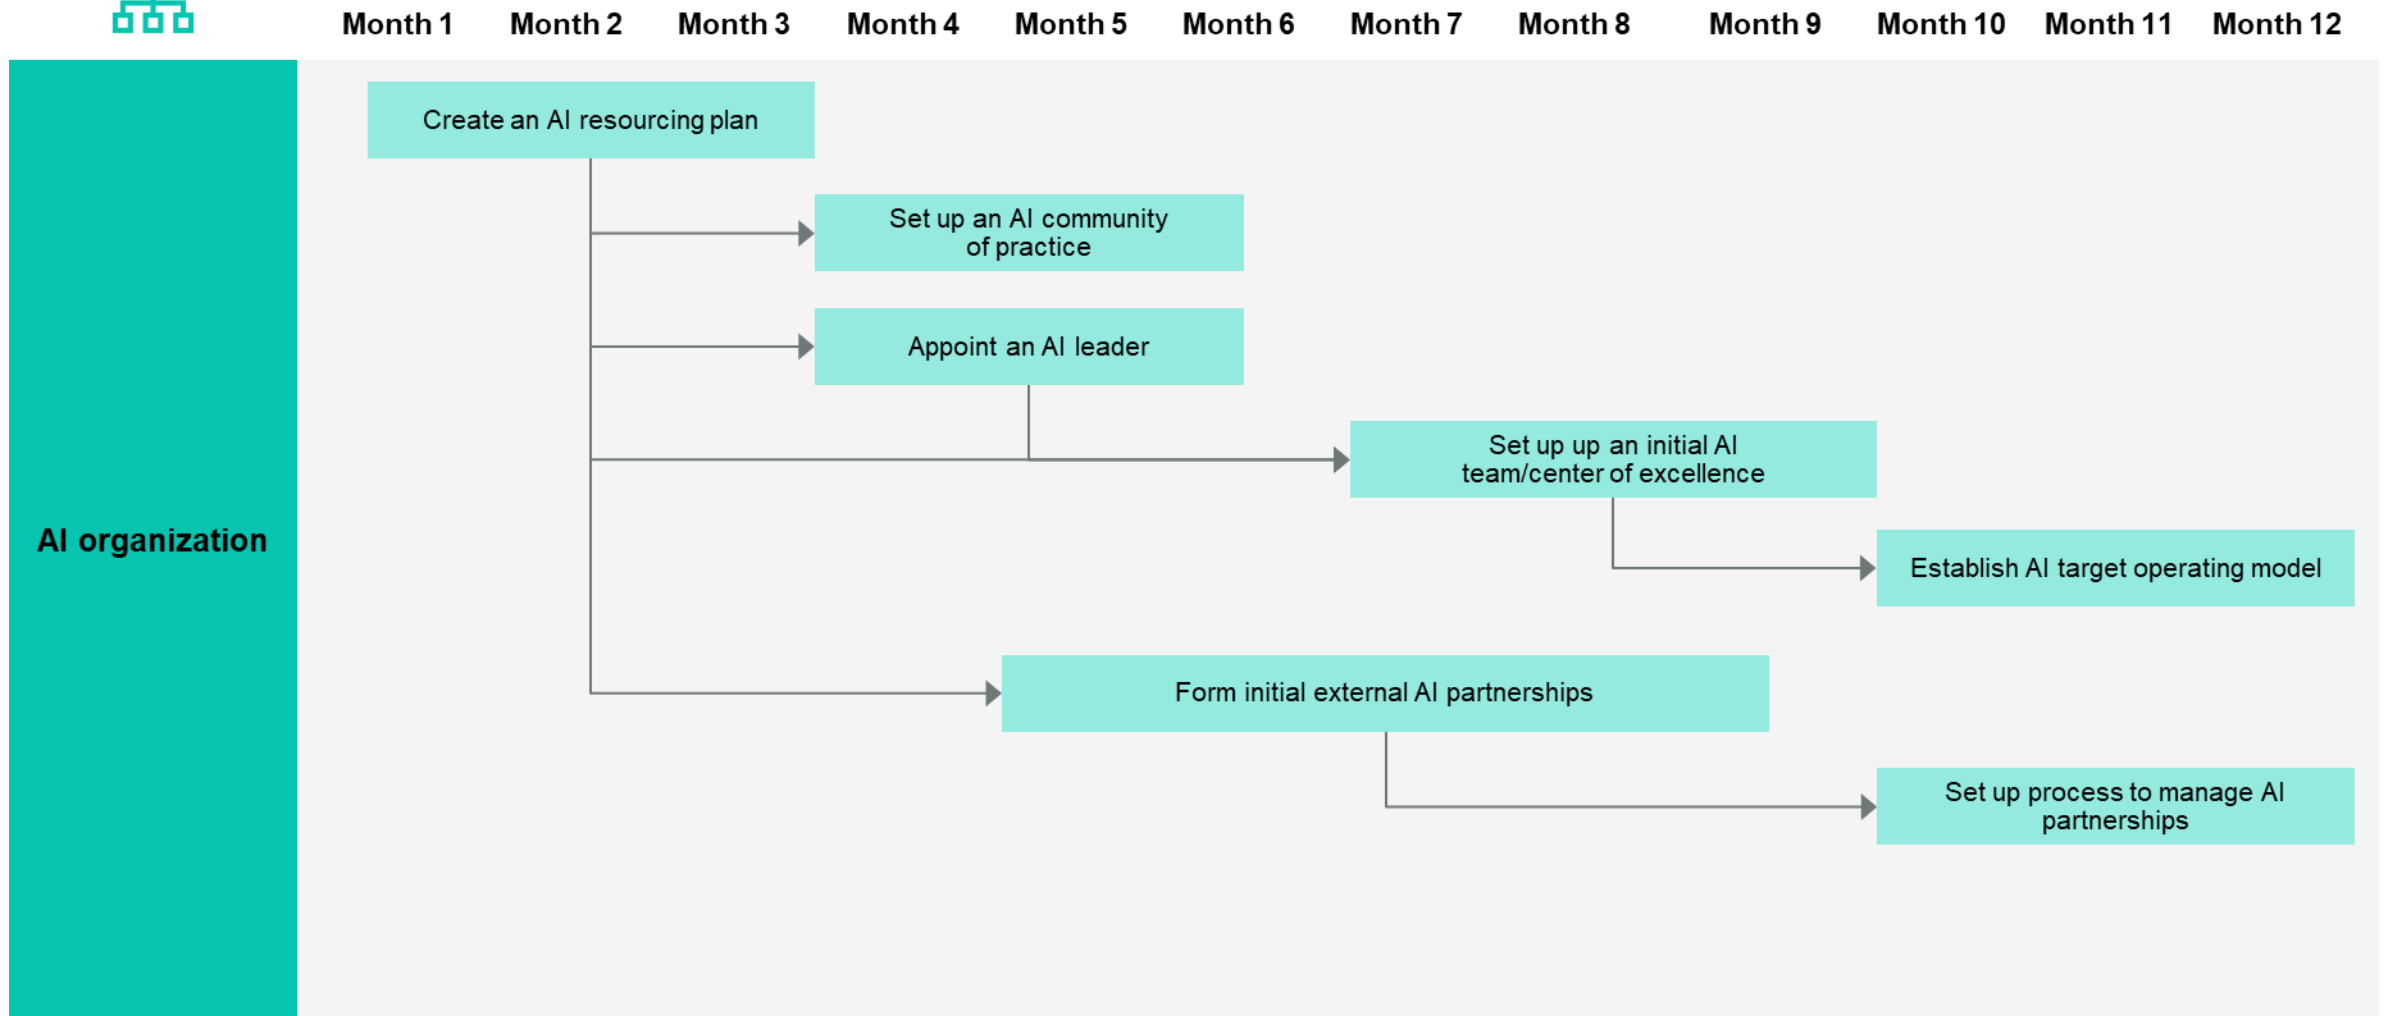 Month 1 Month 2 Month 3 Month 4 Month 5 Month 6 Month 7 Month 8 Month 9 Month 10 Month 11 Month 12
Create an AI resourcing plan
Set up an AI community
of practice
Appoint an AI leader
Set up up an initial AI
team/center of excellence
AI organization
Establish AI target operating model
Form initial external AI partnerships
Set up process to manage AI
partnerships